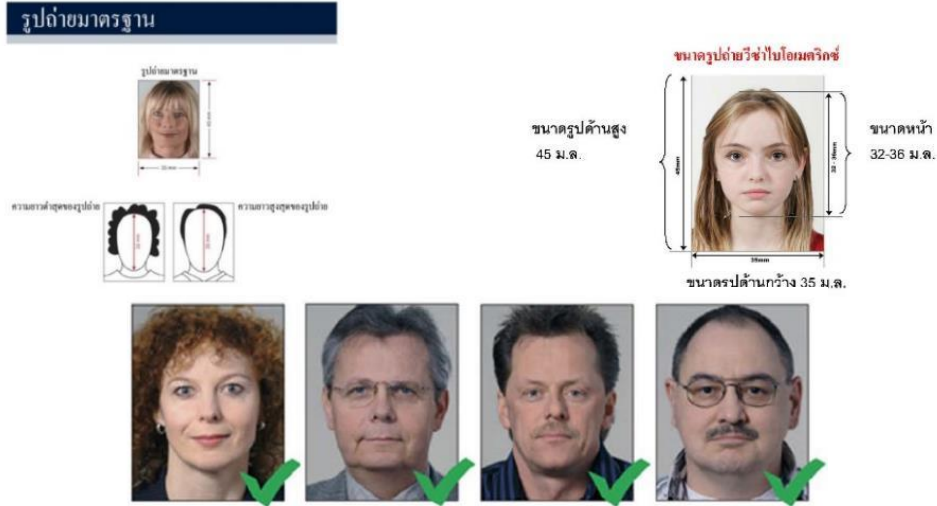 รูปถ่ายมาตรฐาน
รูปถ่ายมาตรฐาน
ความยาวต่ำสุดของรูปถ่าย
ความยาวสูงสุดของรูปถ่าย
ขนาดรูปถ่ายวีซ่าไบโอเมตริกซ์
ขนาดรูปด้านสูง
45 ม.ล.
45mm
32 - 36mm
ขนาดหน้า
32-36 ม.ล.
35mm
ขนาดรูปด้านกว้าง 35 ม.ล.